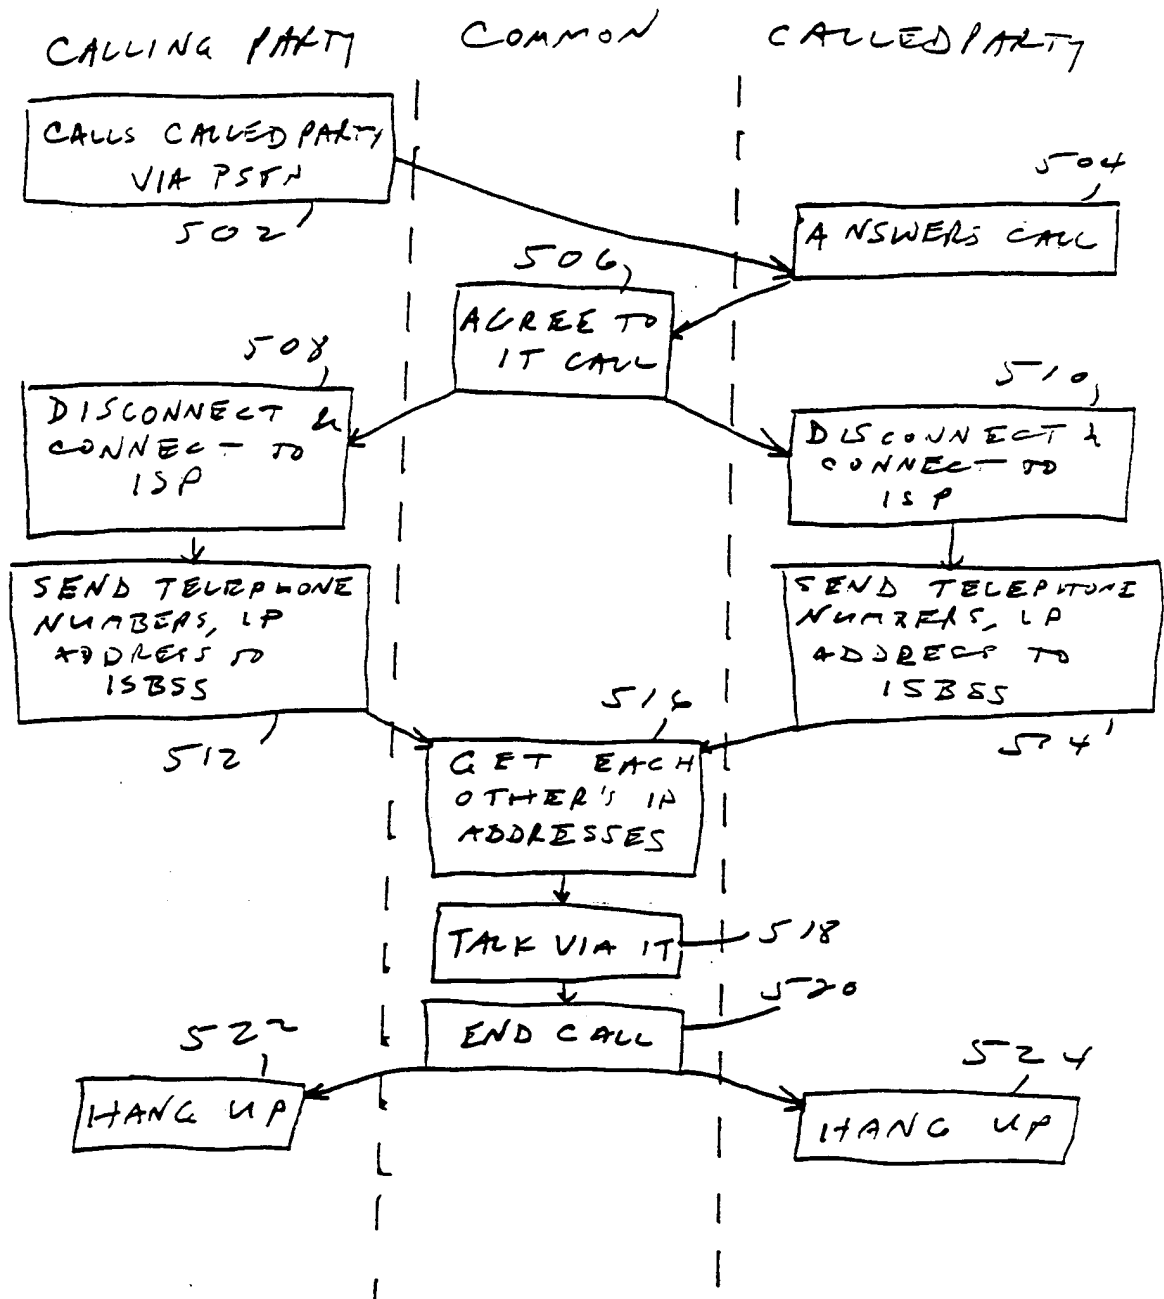 CALLING PARTY
COMMON
CALLED PARTY
CALLS CALLED PARTY
VIA PSTN
502
504
ANSWERS CALL
506
AGREE TO
IT CALL
508
DISCONNECT &
CONNECT TO
ISP
510
DISCONNECT &
CONNECT TO
ISP
SEND TELEPHONE
NUMBERS, IP
ADDRESS TO
ISBSS
512
SEND TELEPHONE
NUMBERS, IP
ADDRESS TO
ISBSS
514
516
GET EACH
OTHER'S IP
ADDRESSES
TALK VIA IT
518
520
END CALL
522
HANG UP
524
HANG UP